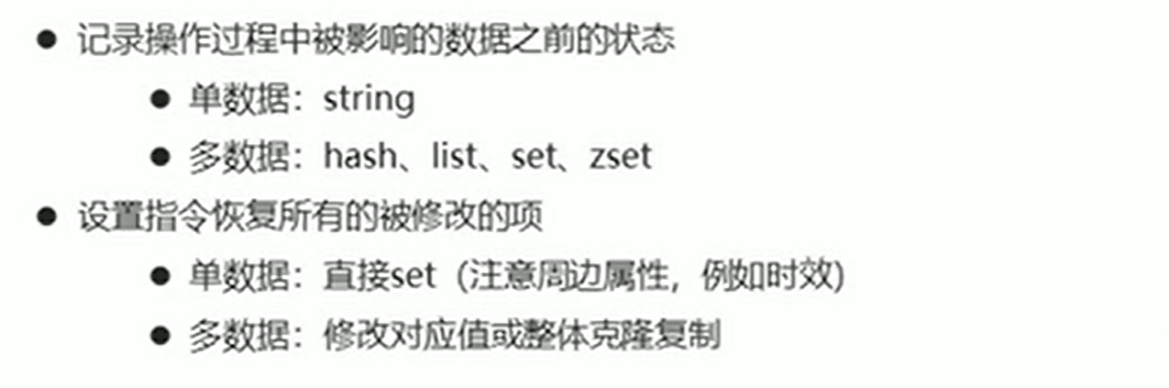 ● 记录操作过程中被影响的数据之前的状态
● 单数据：string
● 多数据：hash、list、set、zset
● 设置指令恢复所有的被修改的项
● 单数据：直接set（注意周边属性，例如时效）
● 多数据：修改对应值或整体克隆复制